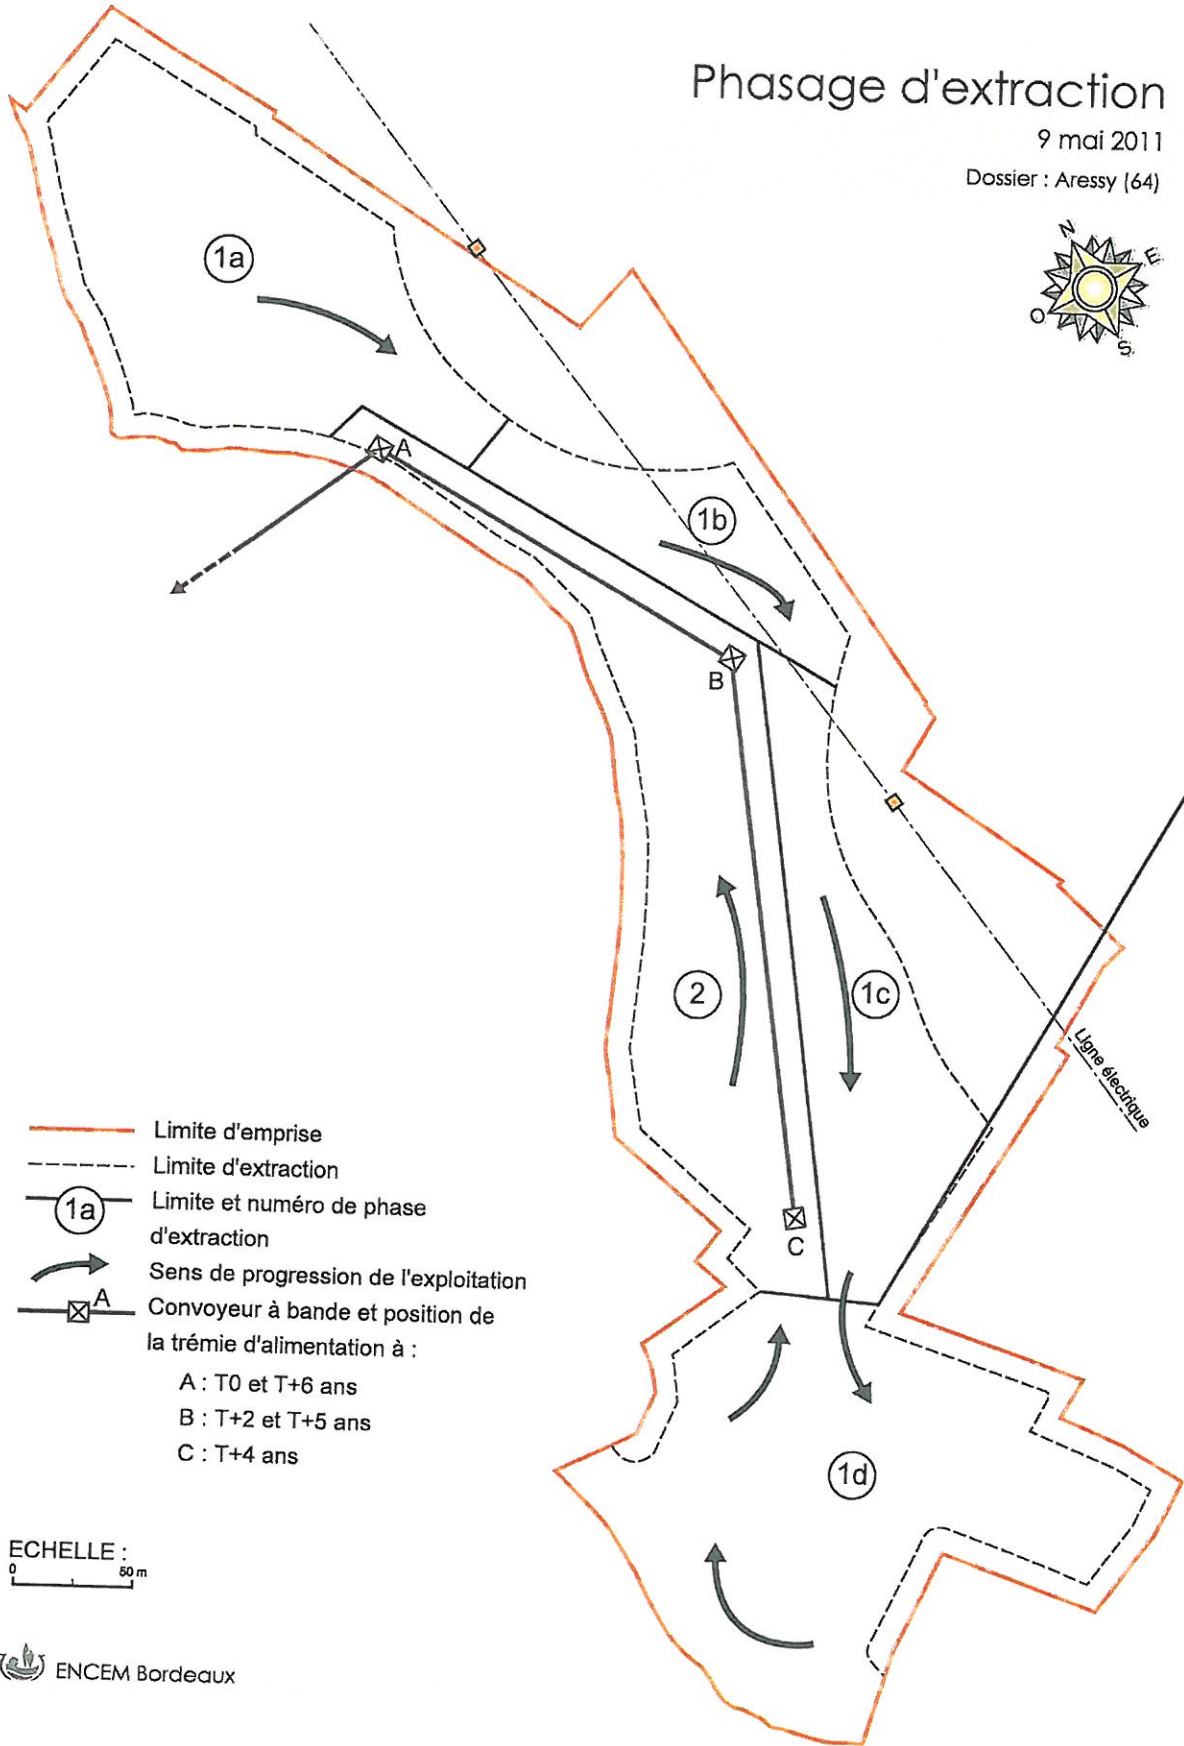 Phasage d'extraction
9 mai 2011
Dossier : Aressy (64)
N
E
O
S
1a
A
1b
B
2
1c
Ligne électrique
C
1d
Limite d'emprise
Limite d'extraction
1a
Limite et numéro de phase
d'extraction
Sens de progression de l'exploitation
A
Convoyeur à bande et position de
la trémie d'alimentation à :
A : T0 et T+6 ans
B : T+2 et T+5 ans
C : T+4 ans
ECHELLE :
0 50 m
ENCEM Bordeaux